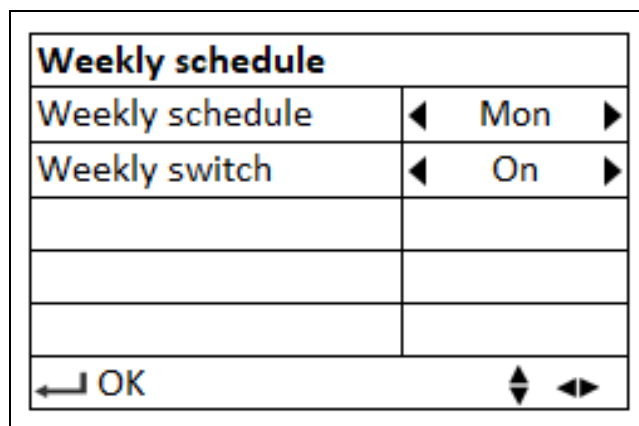 Weekly schedule
Weekly schedule ◀ Mon ▶
Weekly switch ◀ On ▶
OK